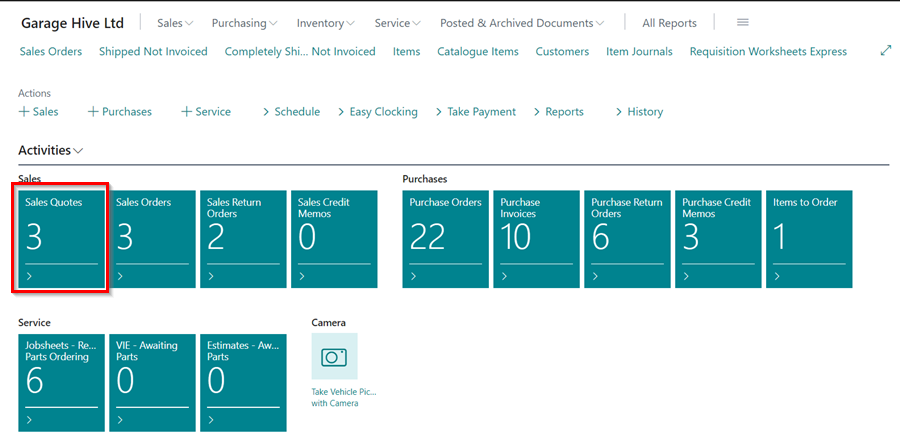 Garage Hive Ltd Sales Purchasing Inventory Service Posted & Archived Documents All Reports
Sales Orders Shipped Not Invoiced Completely Shi... Not Invoiced Items Catalogue Items Customers Item Journals Requisition Worksheets Express
Actions
+ Sales + Purchases + Service > Schedule > Easy Clocking > Take Payment > Reports > History
Activities
Sales
Sales Quotes
3
Sales Orders
3
Sales Return
Orders
2
Sales Credit
Memos
0
Purchases
Purchase Orders
22
Purchase
Invoices
10
Purchase Return
Orders
6
Purchase Credit
Memos
3
Items to Order
1
Service
Jobsheets - Re...
Parts Ordering
6
VIE - Awaiting
Parts
0
Estimates - Aw...
Parts
0
Camera
Take Vehicle Pic...
with Camera